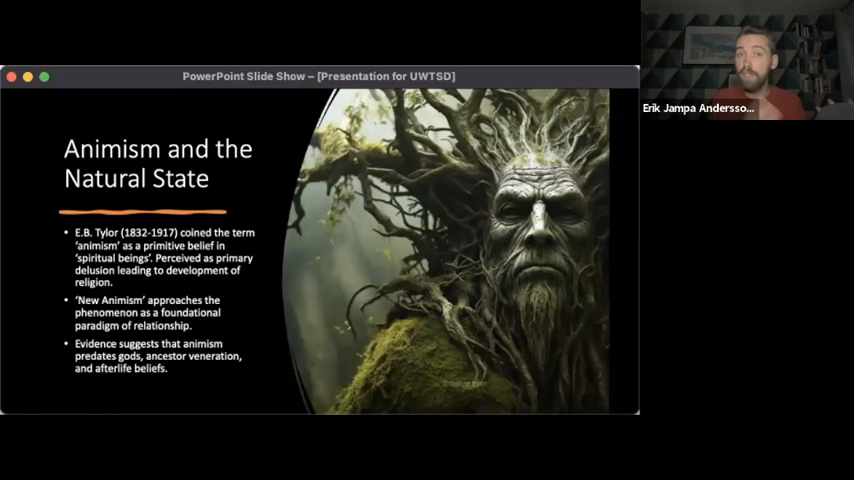 PowerPoint Slide Show – [Presentation for UWTSD]
Erik Jampa Andersso...
Animism and the
Natural State
• E.B. Tylor (1832-1917) coined the term
‘animism’ as a primitive belief in
‘spiritual beings’. Perceived as primary
delusion leading to development of
religion.
• ‘New Animism’ approaches the
phenomenon as a foundational
paradigm of relationship.
• Evidence suggests that animism
predates gods, ancestor veneration,
and afterlife beliefs.